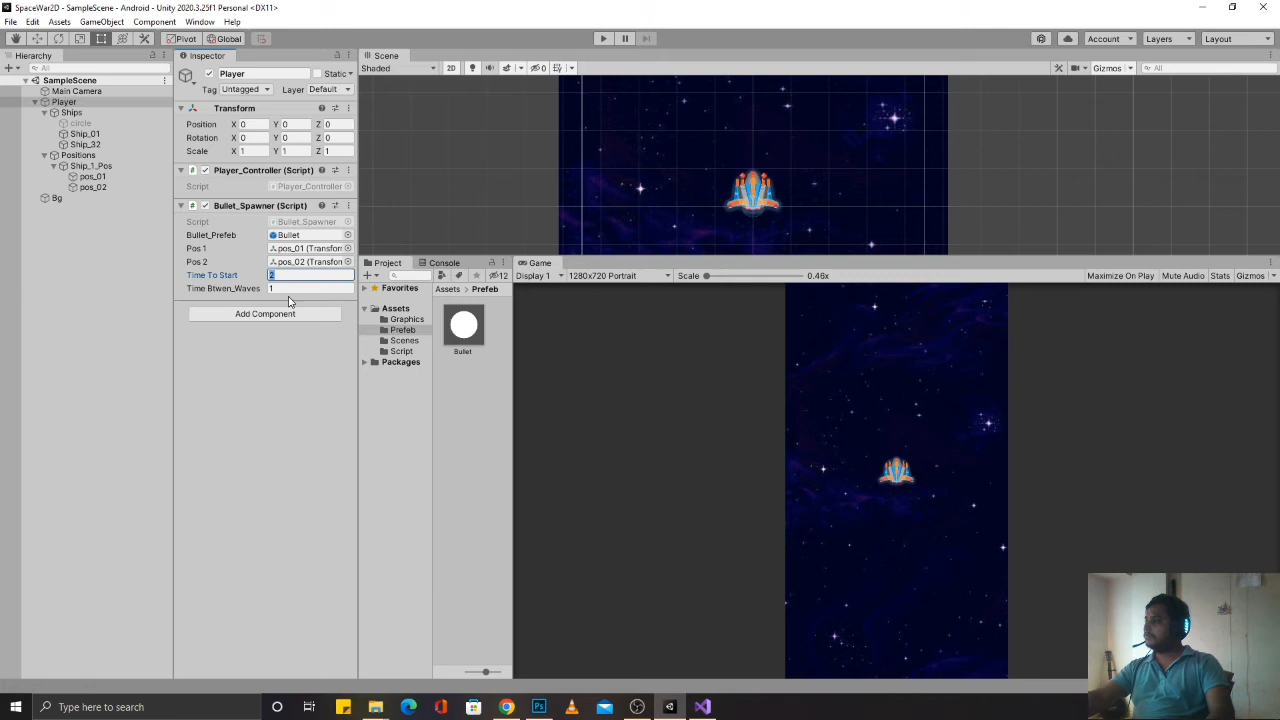 SpaceWar2D - SampleScene - Android - Unity 2020.3.25f1 Personal <DX11>
File Edit Assets GameObject Component Window Help
Pivot Global Account Layers Layout
Hierarchy
All
SampleScene
Main Camera
Player
Ships
circle
Ship_01
Ship_32
Positions
Ship_1_Pos
pos_01
pos_02
Bg
Inspector
Player Static
Tag Untagged Layer Default
Transform
Position X 0 Y 0 Z 0
Rotation X 0 Y 0 Z 0
Scale X 1 Y 1 Z 1
Player_Controller (Script)
Script Player_Controller
Bullet_Spawner (Script)
Script Bullet_Spawner
Bullet_Prefeb Bullet
Pos 1 pos_01 (Transforn
Pos 2 pos_02 (Transfon
Time To Start 2
Time Btwen_Waves 1
Add Component
Scene
Shaded 2D 0 Gizmos All
Project Console
12
Favorites
Assets
Graphics
Prefeb
Scenes
Script
Packages
Assets Prefeb
Bullet
Game
Display 1 1280x720 Portrait Scale 0.46x Maximize On Play Mute Audio Stats Gizmos
Type here to search